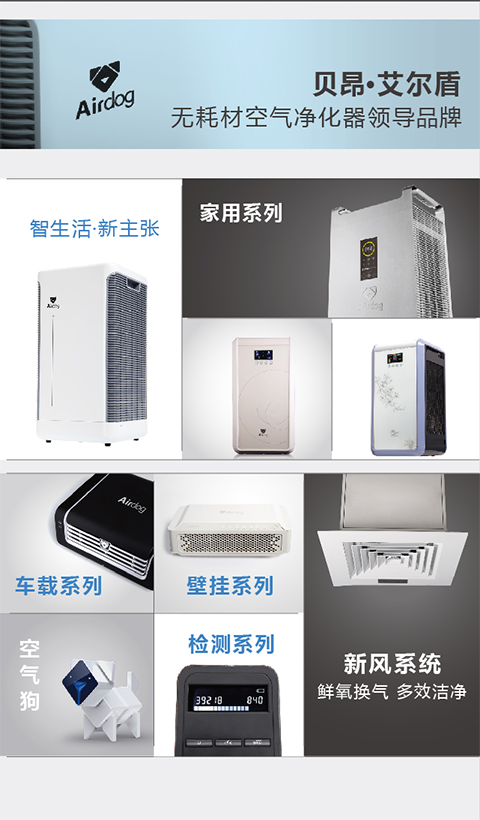 Airdog
贝昂·艾尔盾
无耗材空气净化器领导品牌
智生活·新主张
家用系列
Airdog
Airdog
车载系列
Airdog
壁挂系列
空气狗
检测系列
39218 840
新风系统
鲜氧换气 多效洁净